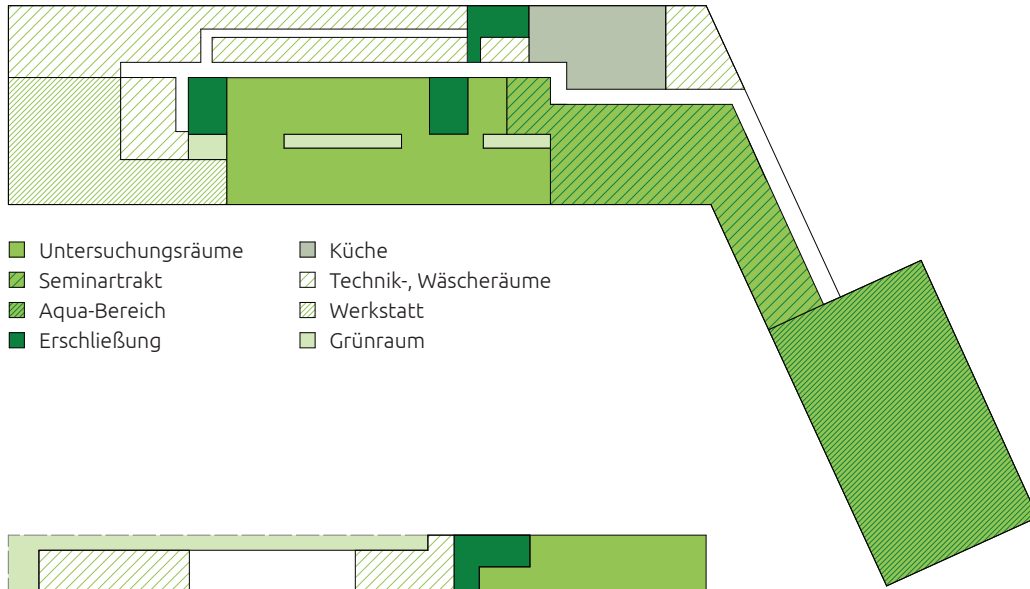 Untersuchungsräume
Seminartrakt
Aqua-Bereich
Erschließung
Küche
Technik-, Wäscheräume
Werkstatt
Grünraum